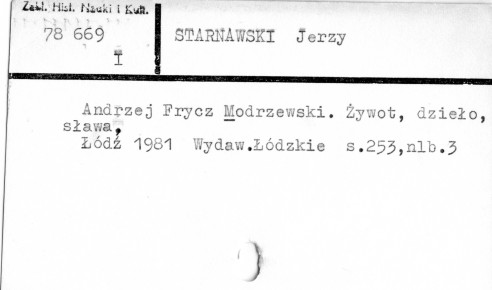 Zakł. Hist. Nauki i Kult.
78 669
I
STARNAWSKI Jerzy
Andrzej Frycz Modrzewski. Żywot, dzieło,
sława,
Łódź 1981 Wydaw.Łódzkie s.253,nlb.3